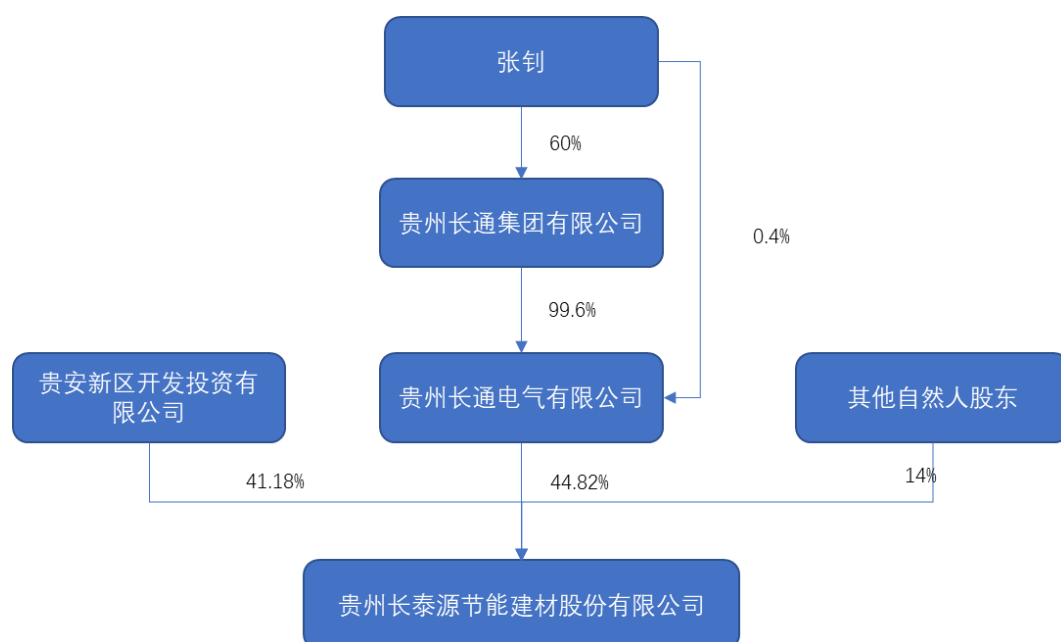 张钊
60%
贵州长通集团有限公司
0.4%
99.6%
贵安新区开发投资有
限公司
贵州长通电气有限公司
其他自然人股东
41.18%
44.82%
14%
贵州长泰源节能建材股份有限公司